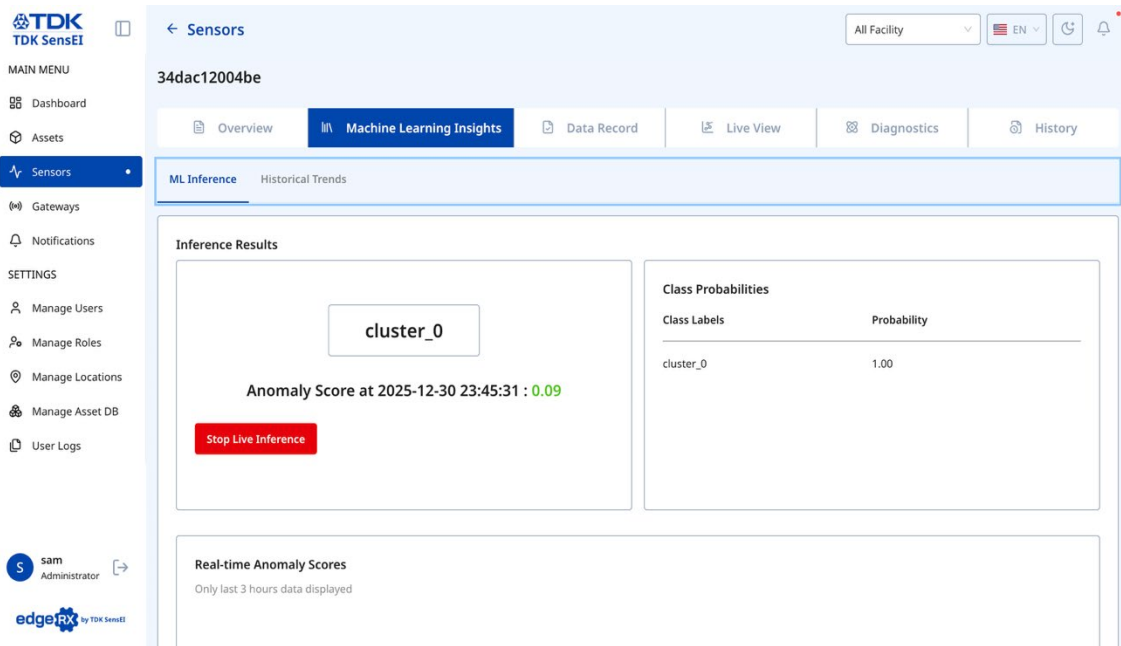 TDK
TDK SensEI
MAIN MENU
Dashboard
Assets
Sensors
Gateways
Notifications
SETTINGS
Manage Users
Manage Roles
Manage Locations
Manage Asset DB
User Logs
S
sam
Administrator
edgeRX by TDK SensEI
← Sensors
All Facility
EN
34dac12004be
Overview
Machine Learning Insights
Data Record
Live View
Diagnostics
History
ML Inference
Historical Trends
Inference Results
cluster_0
Anomaly Score at 2025-12-30 23:45:31 : 0.09
Stop Live Inference
Class Probabilities
Class Labels Probability
cluster_0 1.00
Real-time Anomaly Scores
Only last 3 hours data displayed